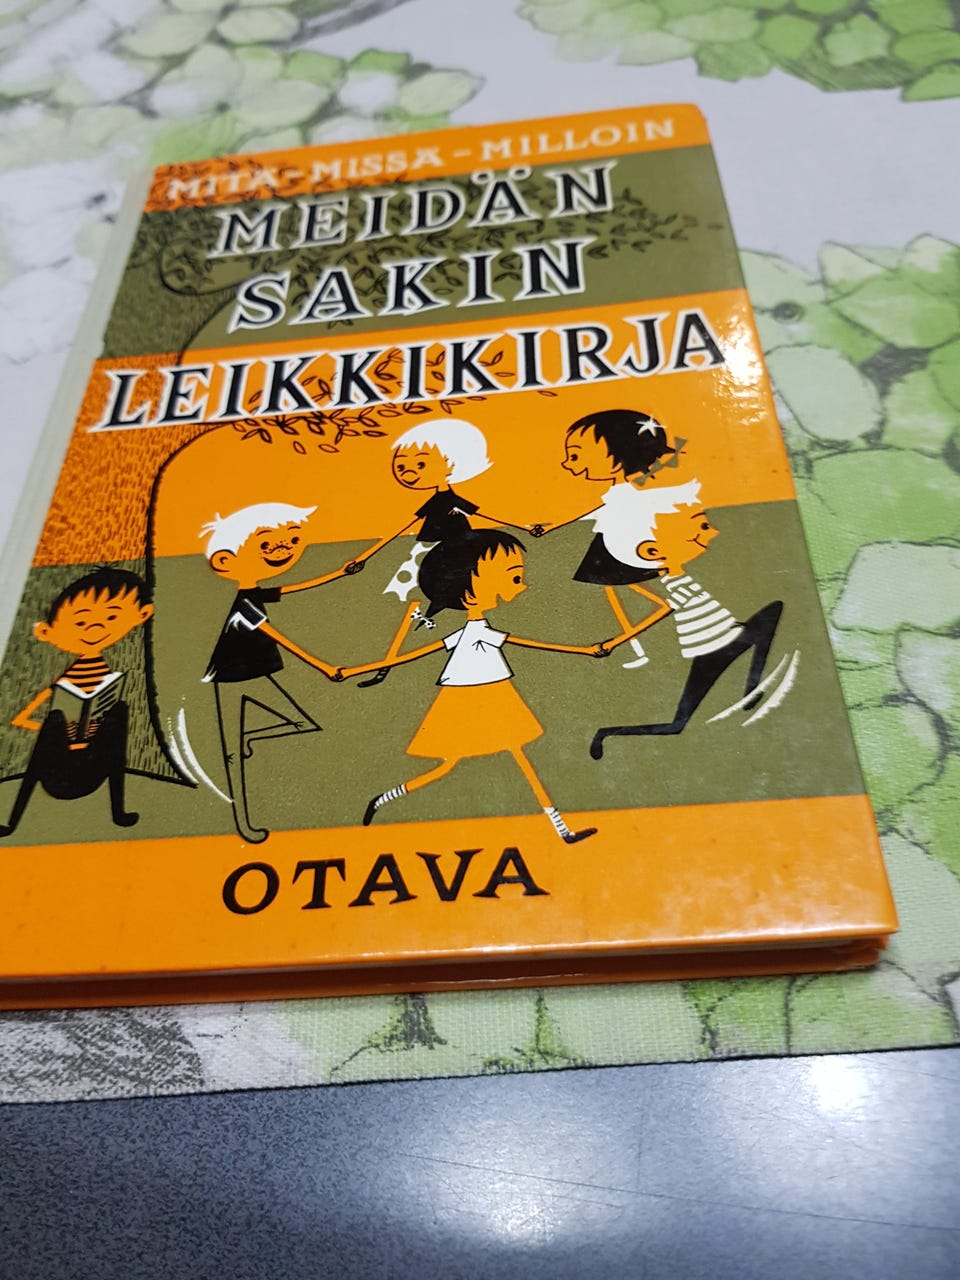 MITÄ-MISSÄ-MILLOIN
MEIDÄN
SAKIN
LEIKKIKIRJA
OTAVA